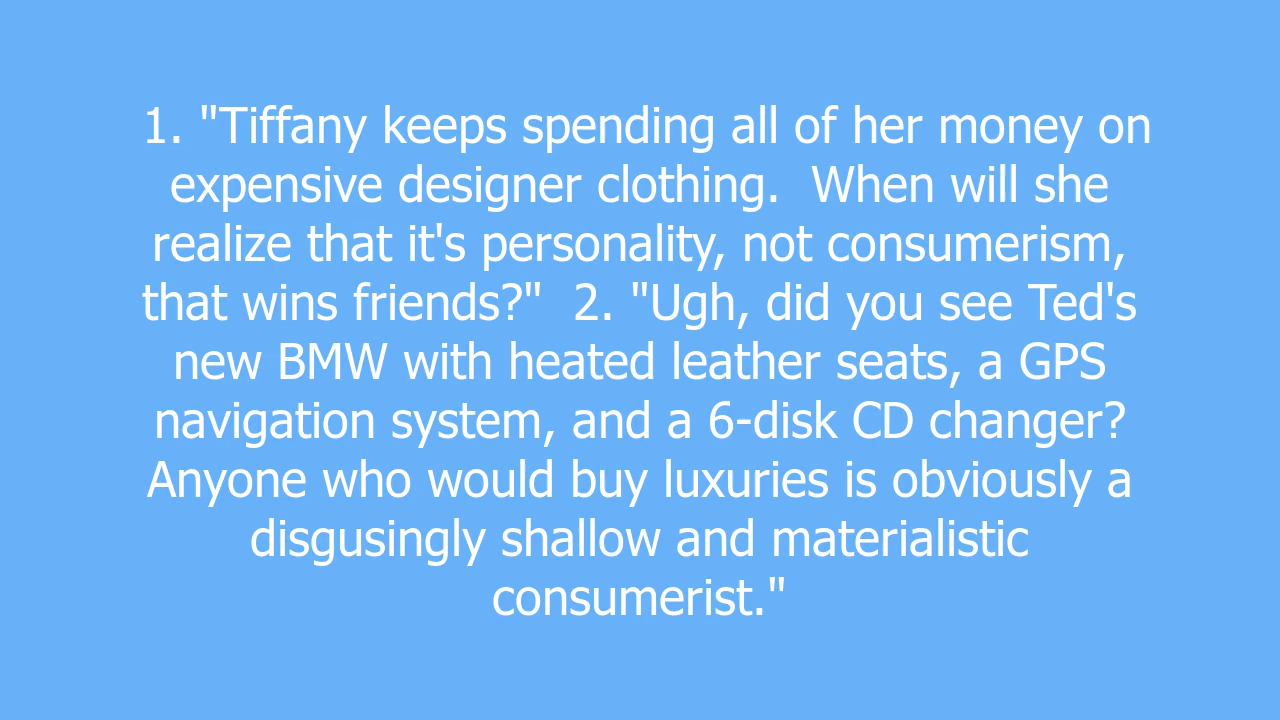 1. "Tiffany keeps spending all of her money on
expensive designer clothing.  When will she
realize that it's personality, not consumerism,
that wins friends?"  2. "Ugh, did you see Ted's
new BMW with heated leather seats, a GPS
navigation system, and a 6-disk CD changer?
Anyone who would buy luxuries is obviously a
disgusingly shallow and materialistic
consumerist."